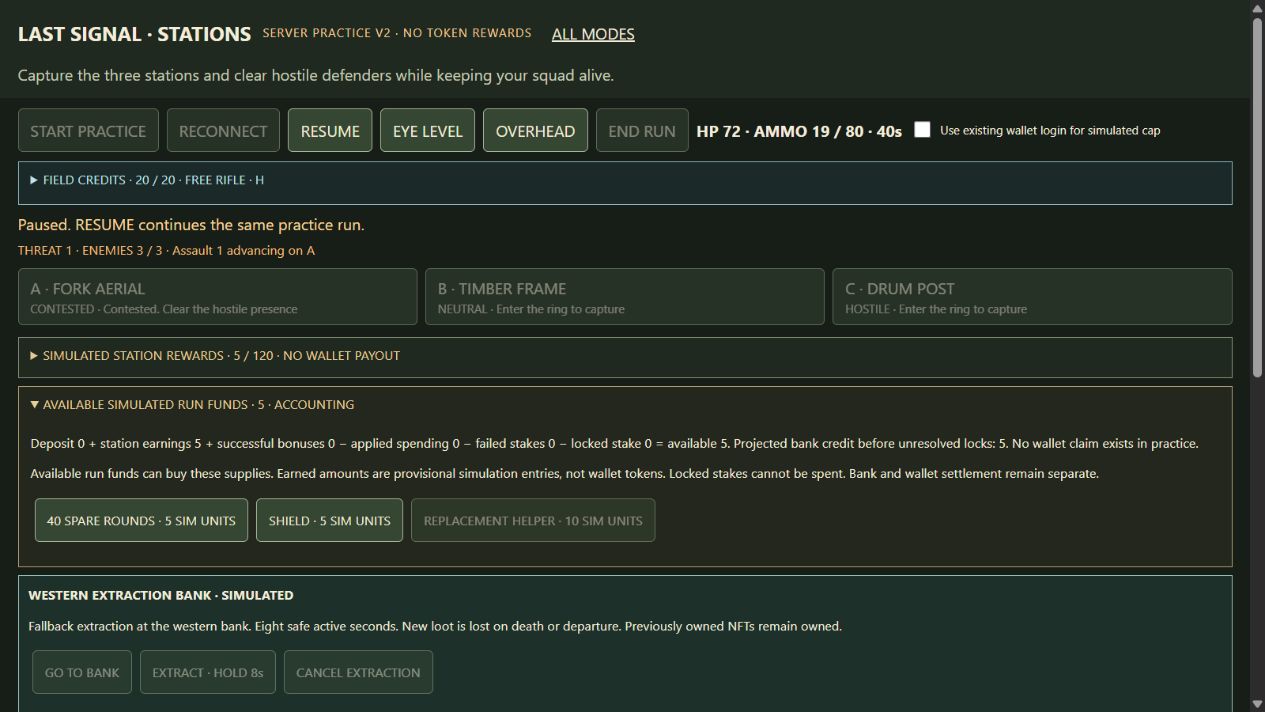 LAST SIGNAL · STATIONS SERVER PRACTICE V2 · NO TOKEN REWARDS ALL MODES
Capture the three stations and clear hostile defenders while keeping your squad alive.
START PRACTICE RECONNECT RESUME EYE LEVEL OVERHEAD END RUN HP 72 · AMMO 19 / 80 · 40s Use existing wallet login for simulated cap
▶ FIELD CREDITS · 20 / 20 · FREE RIFLE · H
Paused. RESUME continues the same practice run.
THREAT 1 · ENEMIES 3 / 3 · Assault 1 advancing on A
A · FORK AERIAL
CONTESTED · Contested. Clear the hostile presence
B · TIMBER FRAME
NEUTRAL · Enter the ring to capture
C · DRUM POST
HOSTILE · Enter the ring to capture
▶ SIMULATED STATION REWARDS · 5 / 120 · NO WALLET PAYOUT
▼ AVAILABLE SIMULATED RUN FUNDS · 5 · ACCOUNTING
Deposit 0 + station earnings 5 + successful bonuses 0 − applied spending 0 − failed stakes 0 − locked stake 0 = available 5. Projected bank credit before unresolved locks: 5. No wallet claim exists in practice.
Available run funds can buy these supplies. Earned amounts are provisional simulation entries, not wallet tokens. Locked stakes cannot be spent. Bank and wallet settlement remain separate.
40 SPARE ROUNDS · 5 SIM UNITS SHIELD · 5 SIM UNITS REPLACEMENT HELPER · 10 SIM UNITS
WESTERN EXTRACTION BANK · SIMULATED
Fallback extraction at the western bank. Eight safe active seconds. New loot is lost on death or departure. Previously owned NFTs remain owned.
GO TO BANK EXTRACT · HOLD 8s CANCEL EXTRACTION